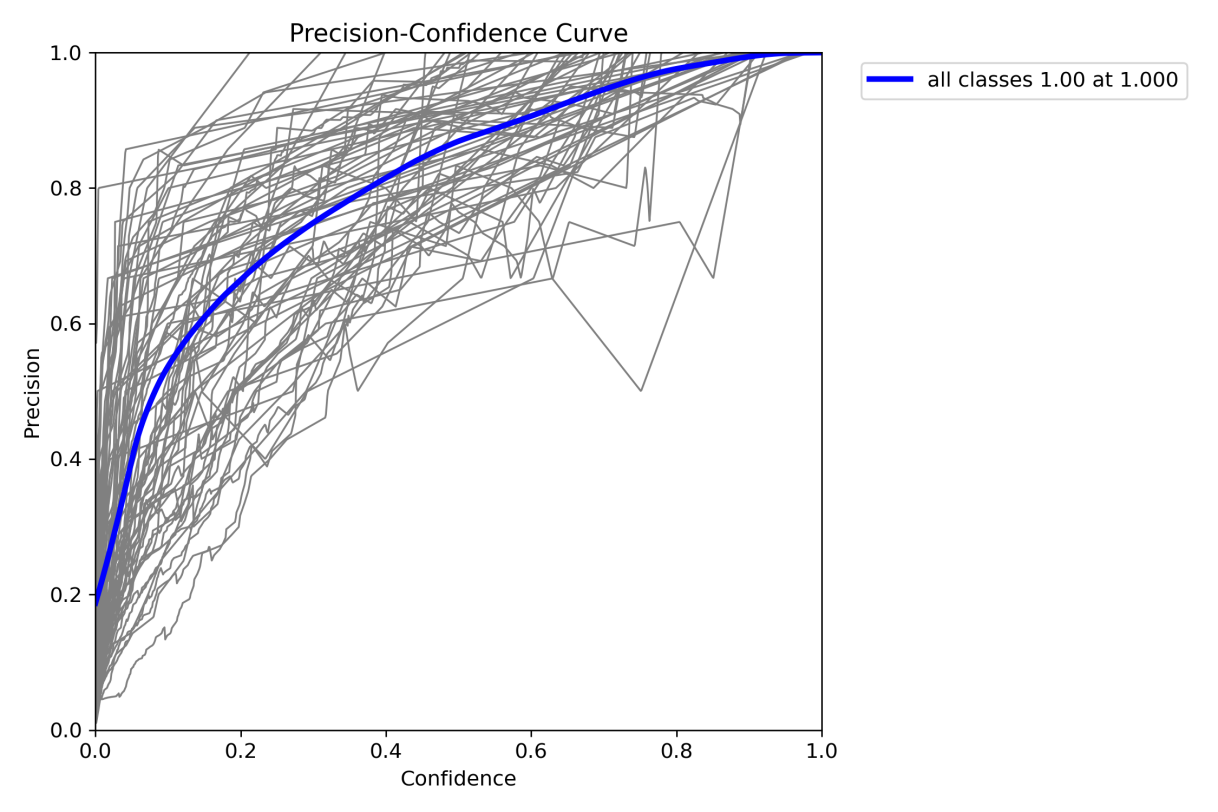 Precision-Confidence Curve
all classes 1.00 at 1.000
Precision
1.0
0.8
0.6
0.4
0.2
0.0
0.0 0.2 0.4 0.6 0.8 1.0
Confidence